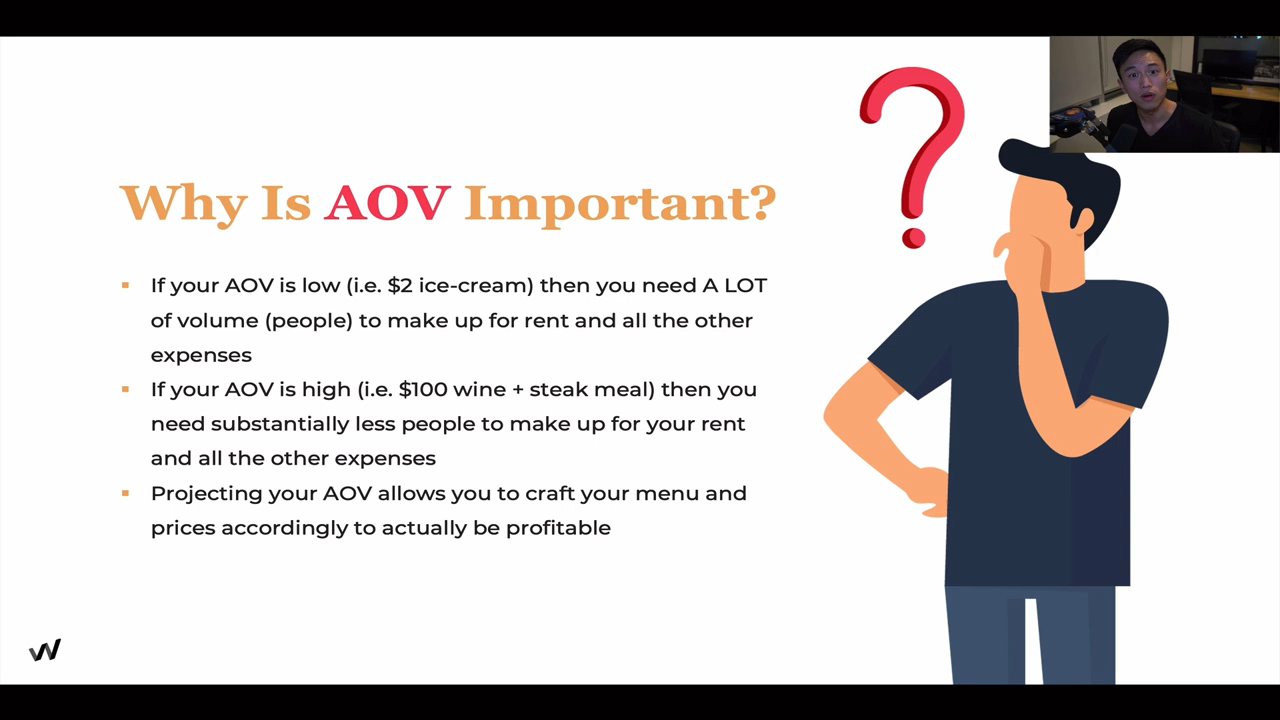 Why Is AOV Important?
If your AOV is low (i.e. $2 ice-cream) then you need A LOT
of volume (people) to make up for rent and all the other
expenses
If your AOV is high (i.e. $100 wine + steak meal) then you
need substantially less people to make up for your rent
and all the other expenses
Projecting your AOV allows you to craft your menu and
prices accordingly to actually be profitable